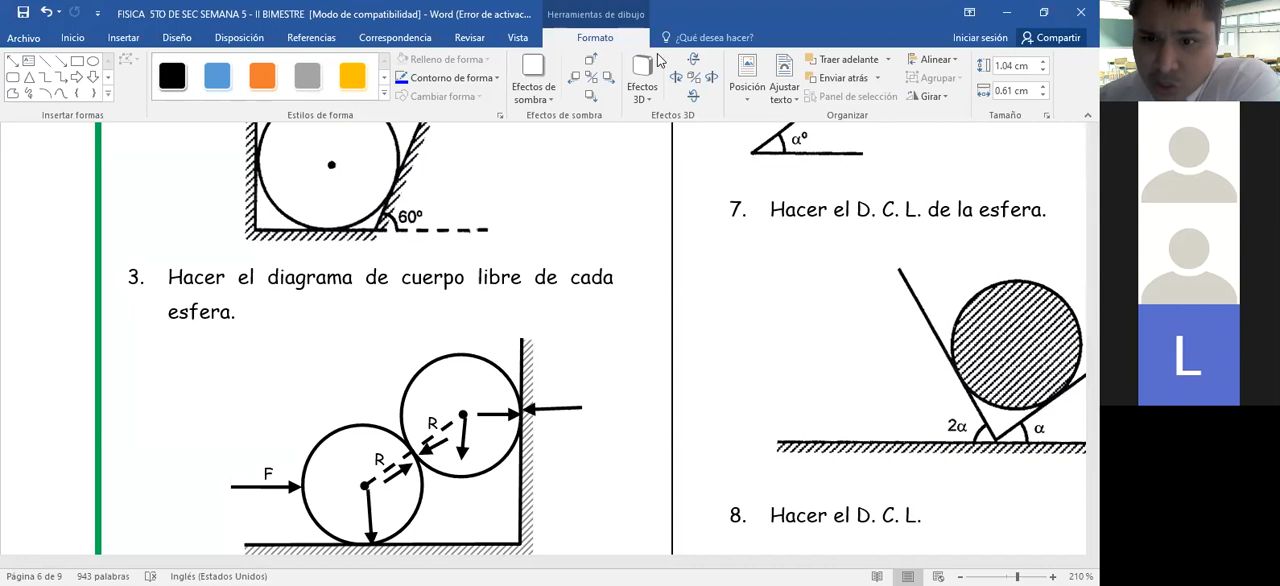 FISICA 5TO DE SEC SEMANA 5 - II BIMESTRE [Modo de compatibilidad] - Word (Error de activac...
Herramientas de dibujo
Archivo Inicio Insertar Diseño Disposición Referencias Correspondencia Revisar Vista Formato ¿Qué desea hacer? Iniciar sesión Compartir
Relleno de forma
Contorno de forma
Cambiar forma
Efectos de sombra
Efectos 3D
Posición
Ajustar texto
Traer adelante
Enviar atrás
Panel de selección
Alinear
Agrupar
Girar
1.04 cm
0.61 cm
Insertar formas Estilos de forma Efectos de sombra Efectos 3D Organizar Tamaño
60º
3. Hacer el diagrama de cuerpo libre de cada
esfera.
R
R
F
αº
7. Hacer el D. C. L. de la esfera.
2α
α
8. Hacer el D. C. L.
L
Página 6 de 9 943 palabras Inglés (Estados Unidos) 210 %